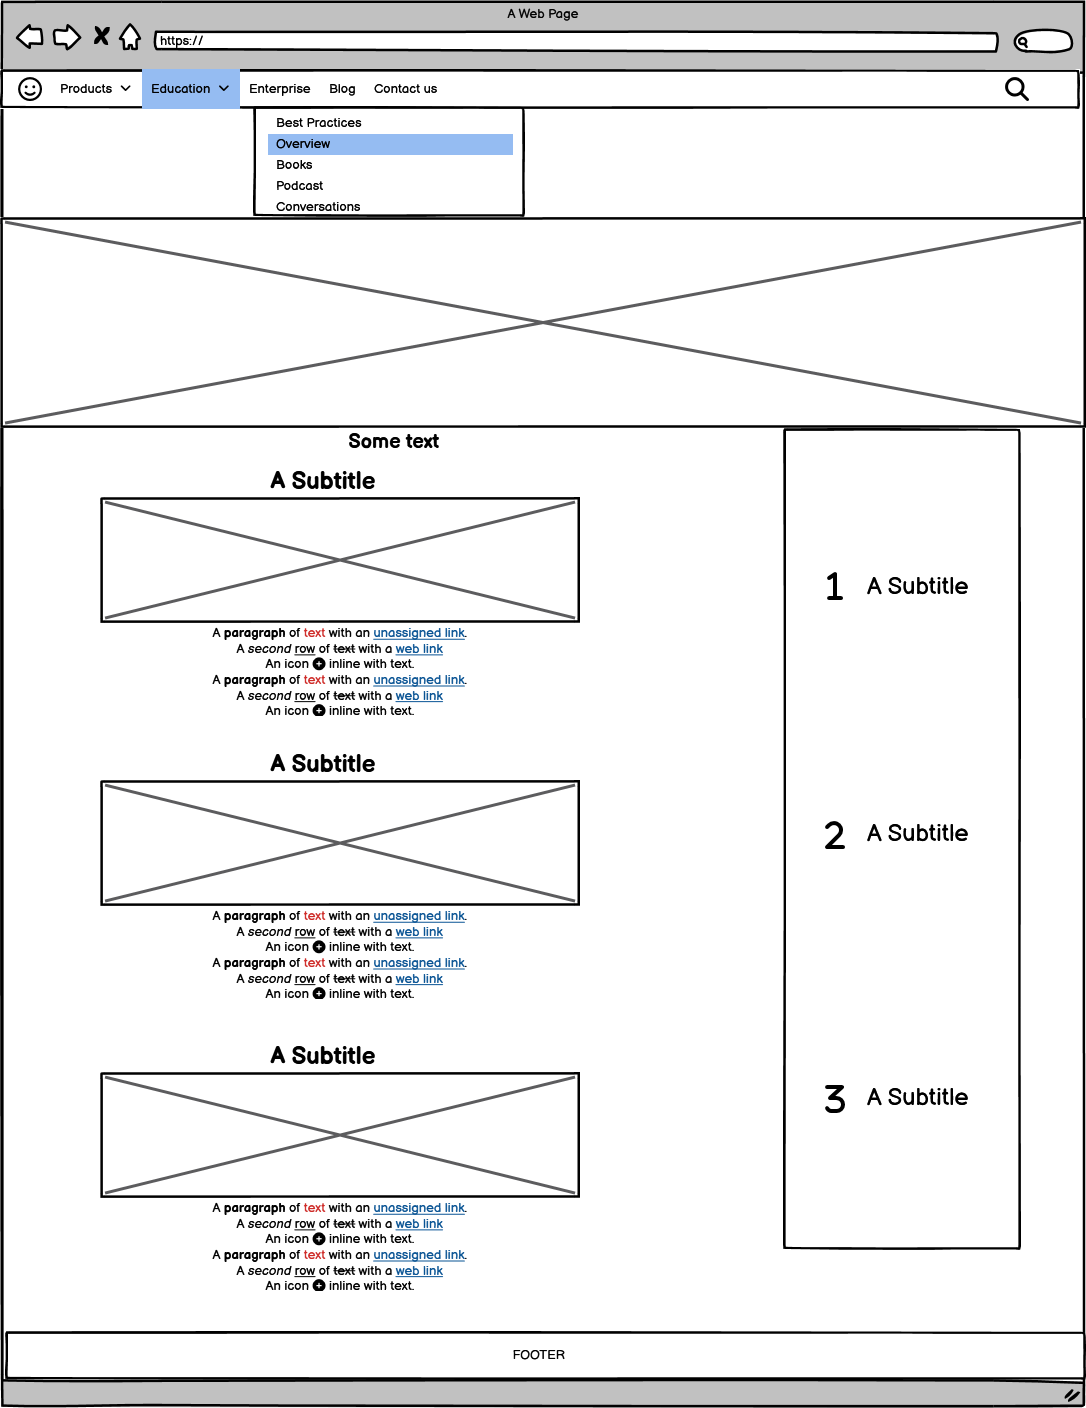 A Web Page
https://
Products Education Enterprise Blog Contact us
Best Practices
Overview
Books
Podcast
Conversations
Some text
A Subtitle
A paragraph of text with an unassigned link.
A second row of text with a web link
An icon inline with text.
A paragraph of text with an unassigned link.
A second row of text with a web link
An icon inline with text.
A Subtitle
A paragraph of text with an unassigned link.
A second row of text with a web link
An icon inline with text.
A paragraph of text with an unassigned link.
A second row of text with a web link
An icon inline with text.
A Subtitle
A paragraph of text with an unassigned link.
A second row of text with a web link
An icon inline with text.
A paragraph of text with an unassigned link.
A second row of text with a web link
An icon inline with text.
1 A Subtitle
2 A Subtitle
3 A Subtitle
FOOTER